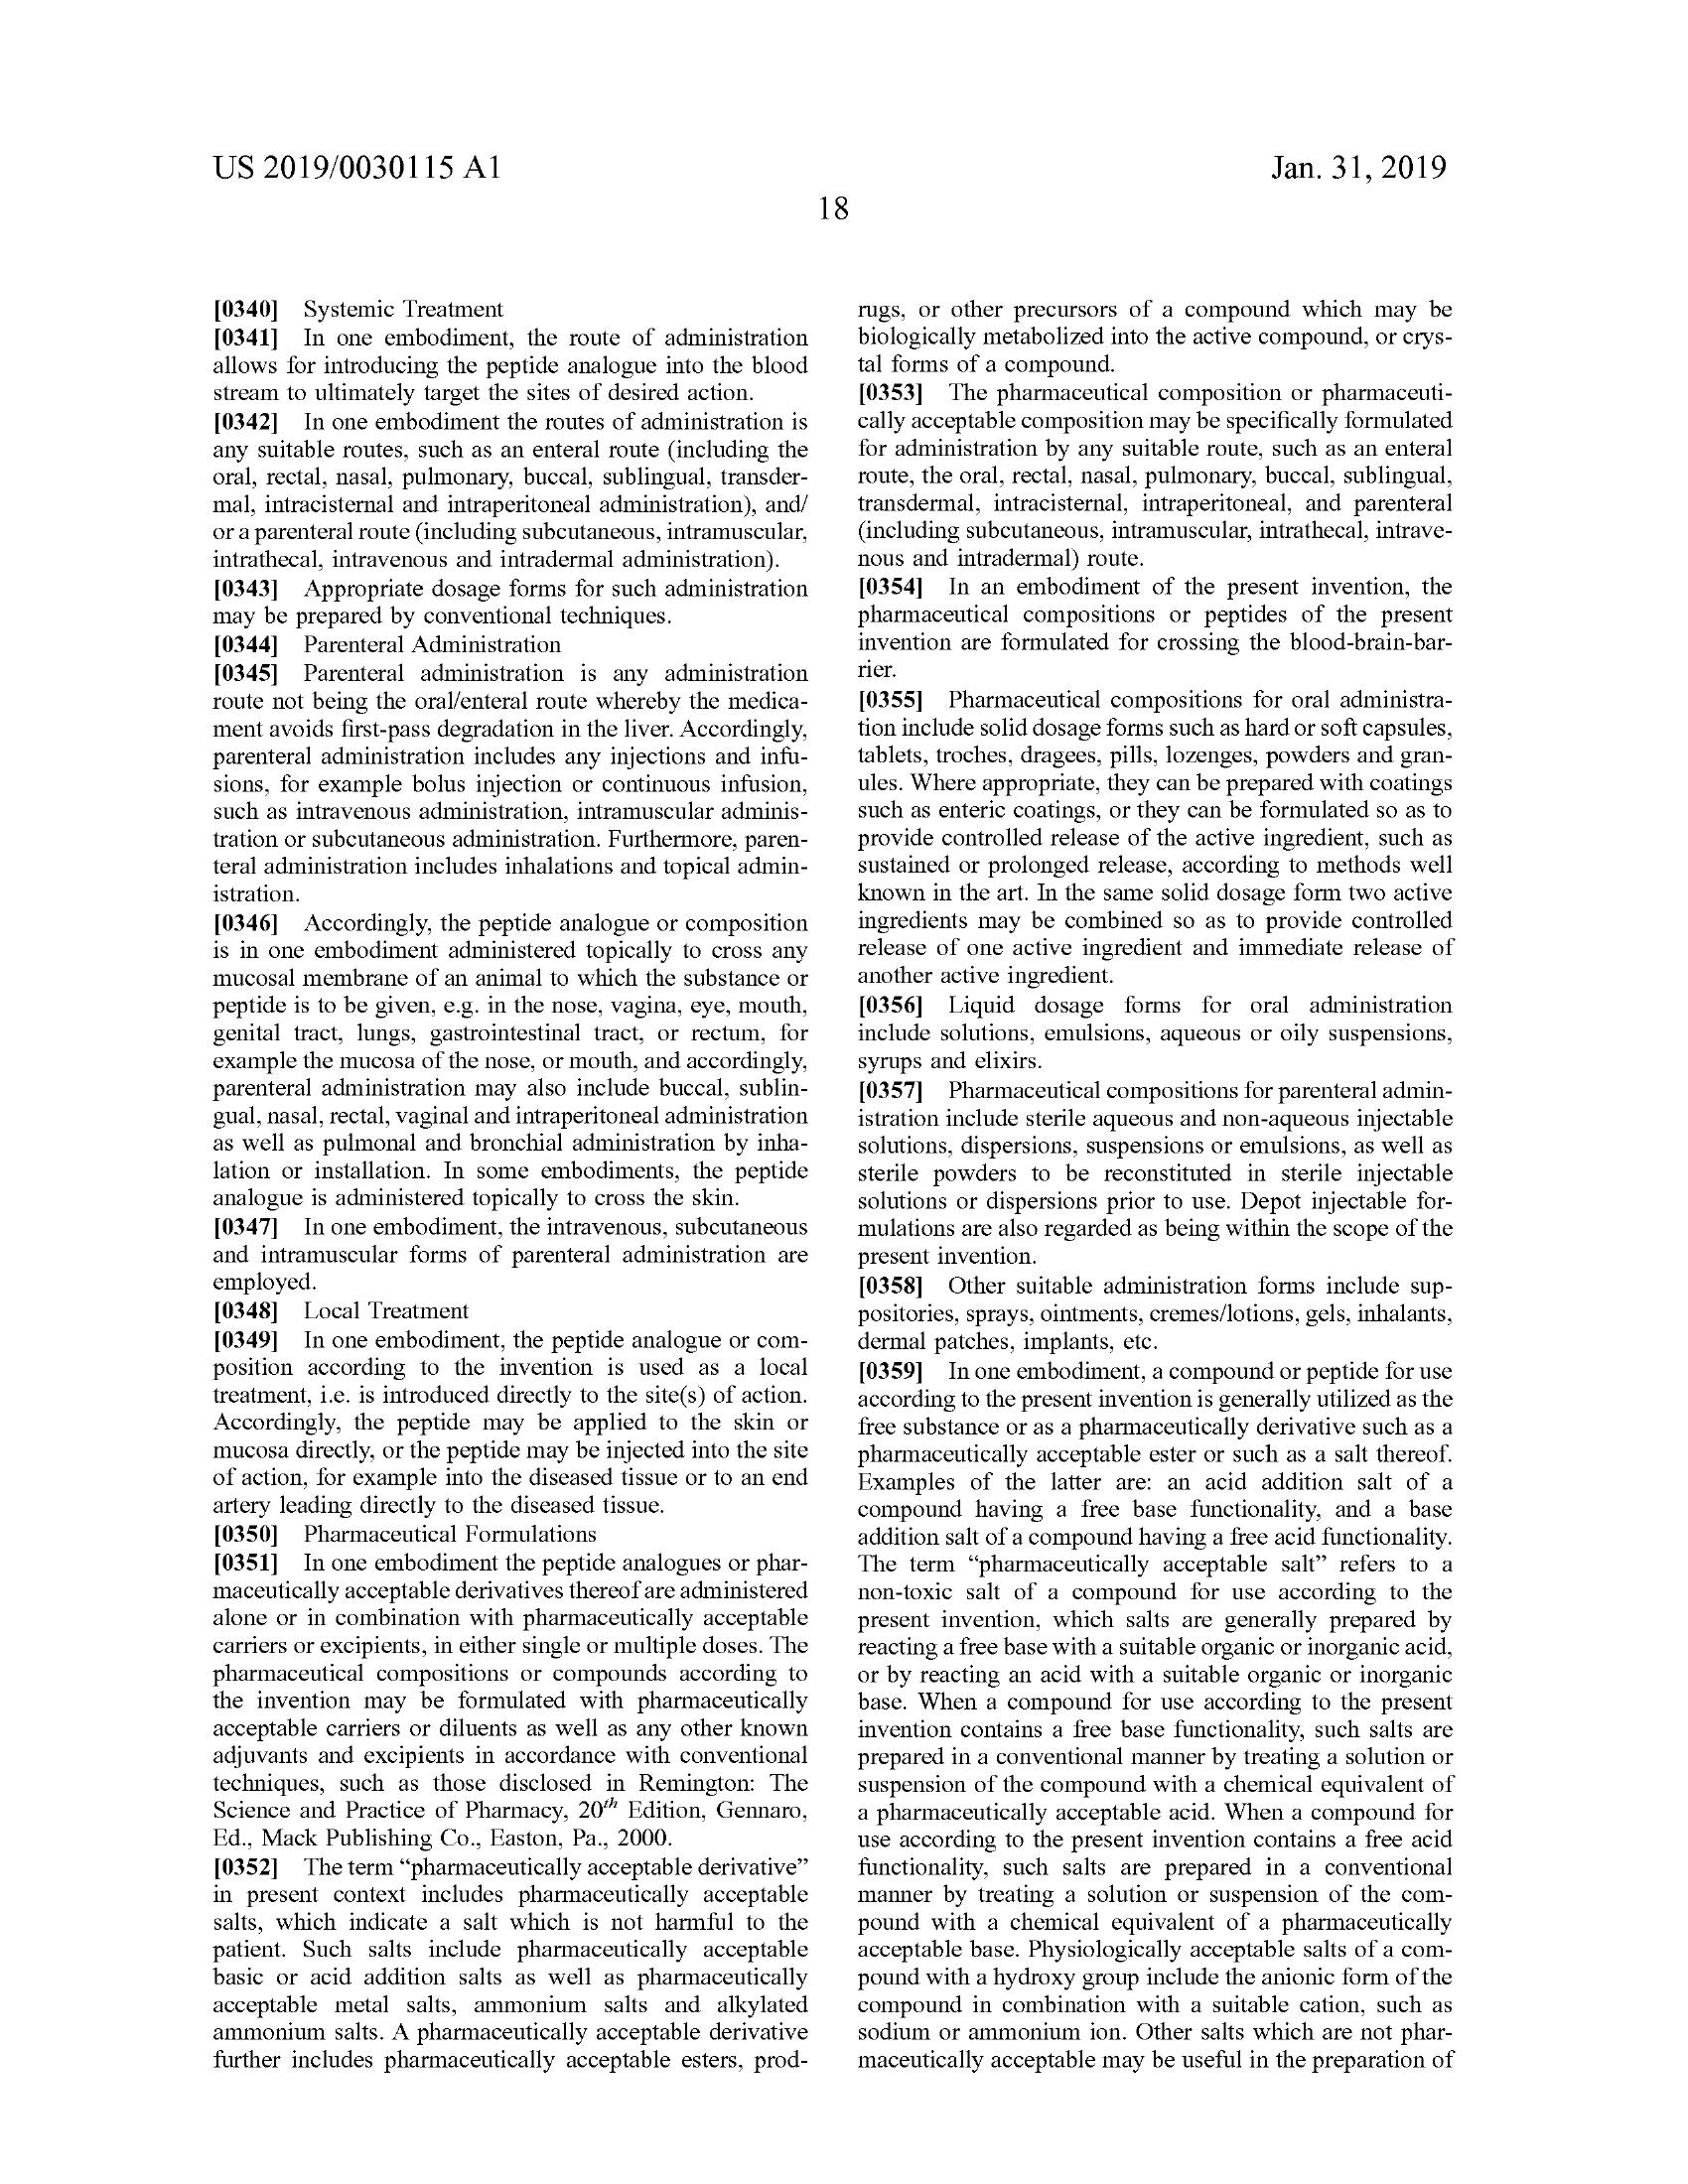 US 2019/0030115 A1
Jan. 31, 2019
18
[0340] Systemic Treatment
[0341] In one embodiment, the route of administration
allows for introducing the peptide analogue into the blood
stream to ultimately target the sites of desired action.
[0342] In one embodiment the routes of administration is
any suitable routes, such as an enteral route (including the
oral, rectal, nasal, pulmonary, buccal, sublingual, transder-
mal, intracisternal and intraperitoneal administration), and/
or a parenteral route (including subcutaneous, intramuscular,
intrathecal, intravenous and intradermal administration).
[0343] Appropriate dosage forms for such administration
may be prepared by conventional techniques.
[0344] Parenteral Administration
[0345] Parenteral administration is any administration
route not being the oral/enteral route whereby the medica-
ment avoids first-pass degradation in the liver. Accordingly,
parenteral administration includes any injections and infu-
sions, for example bolus injection or continuous infusion,
such as intravenous administration, intramuscular adminis-
tration or subcutaneous administration. Furthermore, paren-
teral administration includes inhalations and topical admin-
istration.
[0346] Accordingly, the peptide analogue or composition
is in one embodiment administered topically to cross any
mucosal membrane of an animal to which the substance or
peptide is to be given, e.g. in the nose, vagina, eye, mouth,
genital tract, lungs, gastrointestinal tract, or rectum, for
example the mucosa of the nose, or mouth, and accordingly,
parenteral administration may also include buccal, sublin-
gual, nasal, rectal, vaginal and intraperitoneal administration
as well as pulmonal and bronchial administration by inha-
lation or installation. In some embodiments, the peptide
analogue is administered topically to cross the skin.
[0347] In one embodiment, the intravenous, subcutaneous
and intramuscular forms of parenteral administration are
employed.
[0348] Local Treatment
[0349] In one embodiment, the peptide analogue or com-
position according to the invention is used as a local
treatment, i.e. is introduced directly to the site(s) of action.
Accordingly, the peptide may be applied to the skin or
mucosa directly, or the peptide may be injected into the site
of action, for example into the diseased tissue or to an end
artery leading directly to the diseased tissue.
[0350] Pharmaceutical Formulations
[0351] In one embodiment the peptide analogues or phar-
maceutically acceptable derivatives thereof are administered
alone or in combination with pharmaceutically acceptable
carriers or excipients, in either single or multiple doses. The
pharmaceutical compositions or compounds according to
the invention may be formulated with pharmaceutically
acceptable carriers or diluents as well as any other known
adjuvants and excipients in accordance with conventional
techniques, such as those disclosed in Remington: The
Science and Practice of Pharmacy, 20th Edition, Gennaro,
Ed., Mack Publishing Co., Easton, Pa., 2000.
[0352] The term “pharmaceutically acceptable derivative”
in present context includes pharmaceutically acceptable
salts, which indicate a salt which is not harmful to the
patient. Such salts include pharmaceutically acceptable
basic or acid addition salts as well as pharmaceutically
acceptable metal salts, ammonium salts and alkylated
ammonium salts. A pharmaceutically acceptable derivative
further includes pharmaceutically acceptable esters, prod-
rugs, or other precursors of a compound which may be
biologically metabolized into the active compound, or crys-
tal forms of a compound.
[0353] The pharmaceutical composition or pharmaceuti-
cally acceptable composition may be specifically formulated
for administration by any suitable route, such as an enteral
route, the oral, rectal, nasal, pulmonary, buccal, sublingual,
transdermal, intracisternal, intraperitoneal, and parenteral
(including subcutaneous, intramuscular, intrathecal, intrave-
nous and intradermal) route.
[0354] In an embodiment of the present invention, the
pharmaceutical compositions or peptides of the present
invention are formulated for crossing the blood-brain-bar-
rier.
[0355] Pharmaceutical compositions for oral administra-
tion include solid dosage forms such as hard or soft capsules,
tablets, troches, dragees, pills, lozenges, powders and gran-
ules. Where appropriate, they can be prepared with coatings
such as enteric coatings, or they can be formulated so as to
provide controlled release of the active ingredient, such as
sustained or prolonged release, according to methods well
known in the art. In the same solid dosage form two active
ingredients may be combined so as to provide controlled
release of one active ingredient and immediate release of
another active ingredient.
[0356] Liquid dosage forms for oral administration
include solutions, emulsions, aqueous or oily suspensions,
syrups and elixirs.
[0357] Pharmaceutical compositions for parenteral admin-
istration include sterile aqueous and non-aqueous injectable
solutions, dispersions, suspensions or emulsions, as well as
sterile powders to be reconstituted in sterile injectable
solutions or dispersions prior to use. Depot injectable for-
mulations are also regarded as being within the scope of the
present invention.
[0358] Other suitable administration forms include sup-
positories, sprays, ointments, cremes/lotions, gels, inhalants,
dermal patches, implants, etc.
[0359] In one embodiment, a compound or peptide for use
according to the present invention is generally utilized as the
free substance or as a pharmaceutically derivative such as a
pharmaceutically acceptable ester or such as a salt thereof.
Examples of the latter are: an acid addition salt of a
compound having a free base functionality, and a base
addition salt of a compound having a free acid functionality.
The term “pharmaceutically acceptable salt” refers to a
non-toxic salt of a compound for use according to the
present invention, which salts are generally prepared by
reacting a free base with a suitable organic or inorganic acid,
or by reacting an acid with a suitable organic or inorganic
base. When a compound for use according to the present
invention contains a free base functionality, such salts are
prepared in a conventional manner by treating a solution or
suspension of the compound with a chemical equivalent of
a pharmaceutically acceptable acid. When a compound for
use according to the present invention contains a free acid
functionality, such salts are prepared in a conventional
manner by treating a solution or suspension of the com-
pound with a chemical equivalent of a pharmaceutically
acceptable base. Physiologically acceptable salts of a com-
pound with a hydroxy group include the anionic form of the
compound in combination with a suitable cation, such as
sodium or ammonium ion. Other salts which are not phar-
maceutically acceptable may be useful in the preparation of